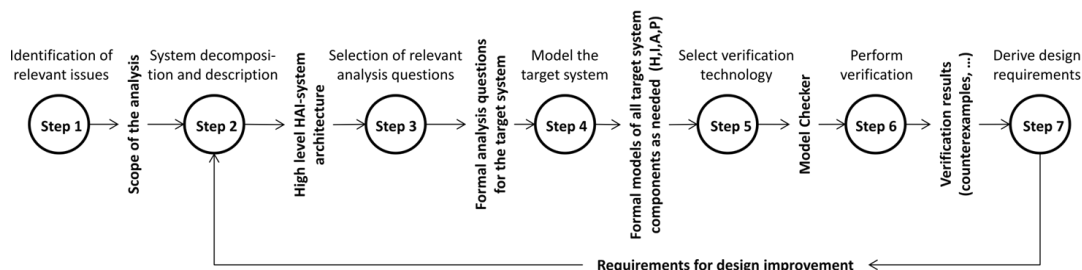 Identification of
relevant issues
Step 1
Scope of the analysis
System decomposi-
tion and description
Step 2
High level HAI-system
architecture
Selection of relevant
analysis questions
Step 3
Formal analysis questions
for the target system
Model the
target system
Step 4
Formal models of all target system
components as needed (H,I,A,P)
Select verification
technology
Step 5
Model Checker
Perform
verification
Step 6
Verification results
(counterexamples, ...)
Derive design
requirements
Step 7
Requirements for design improvement